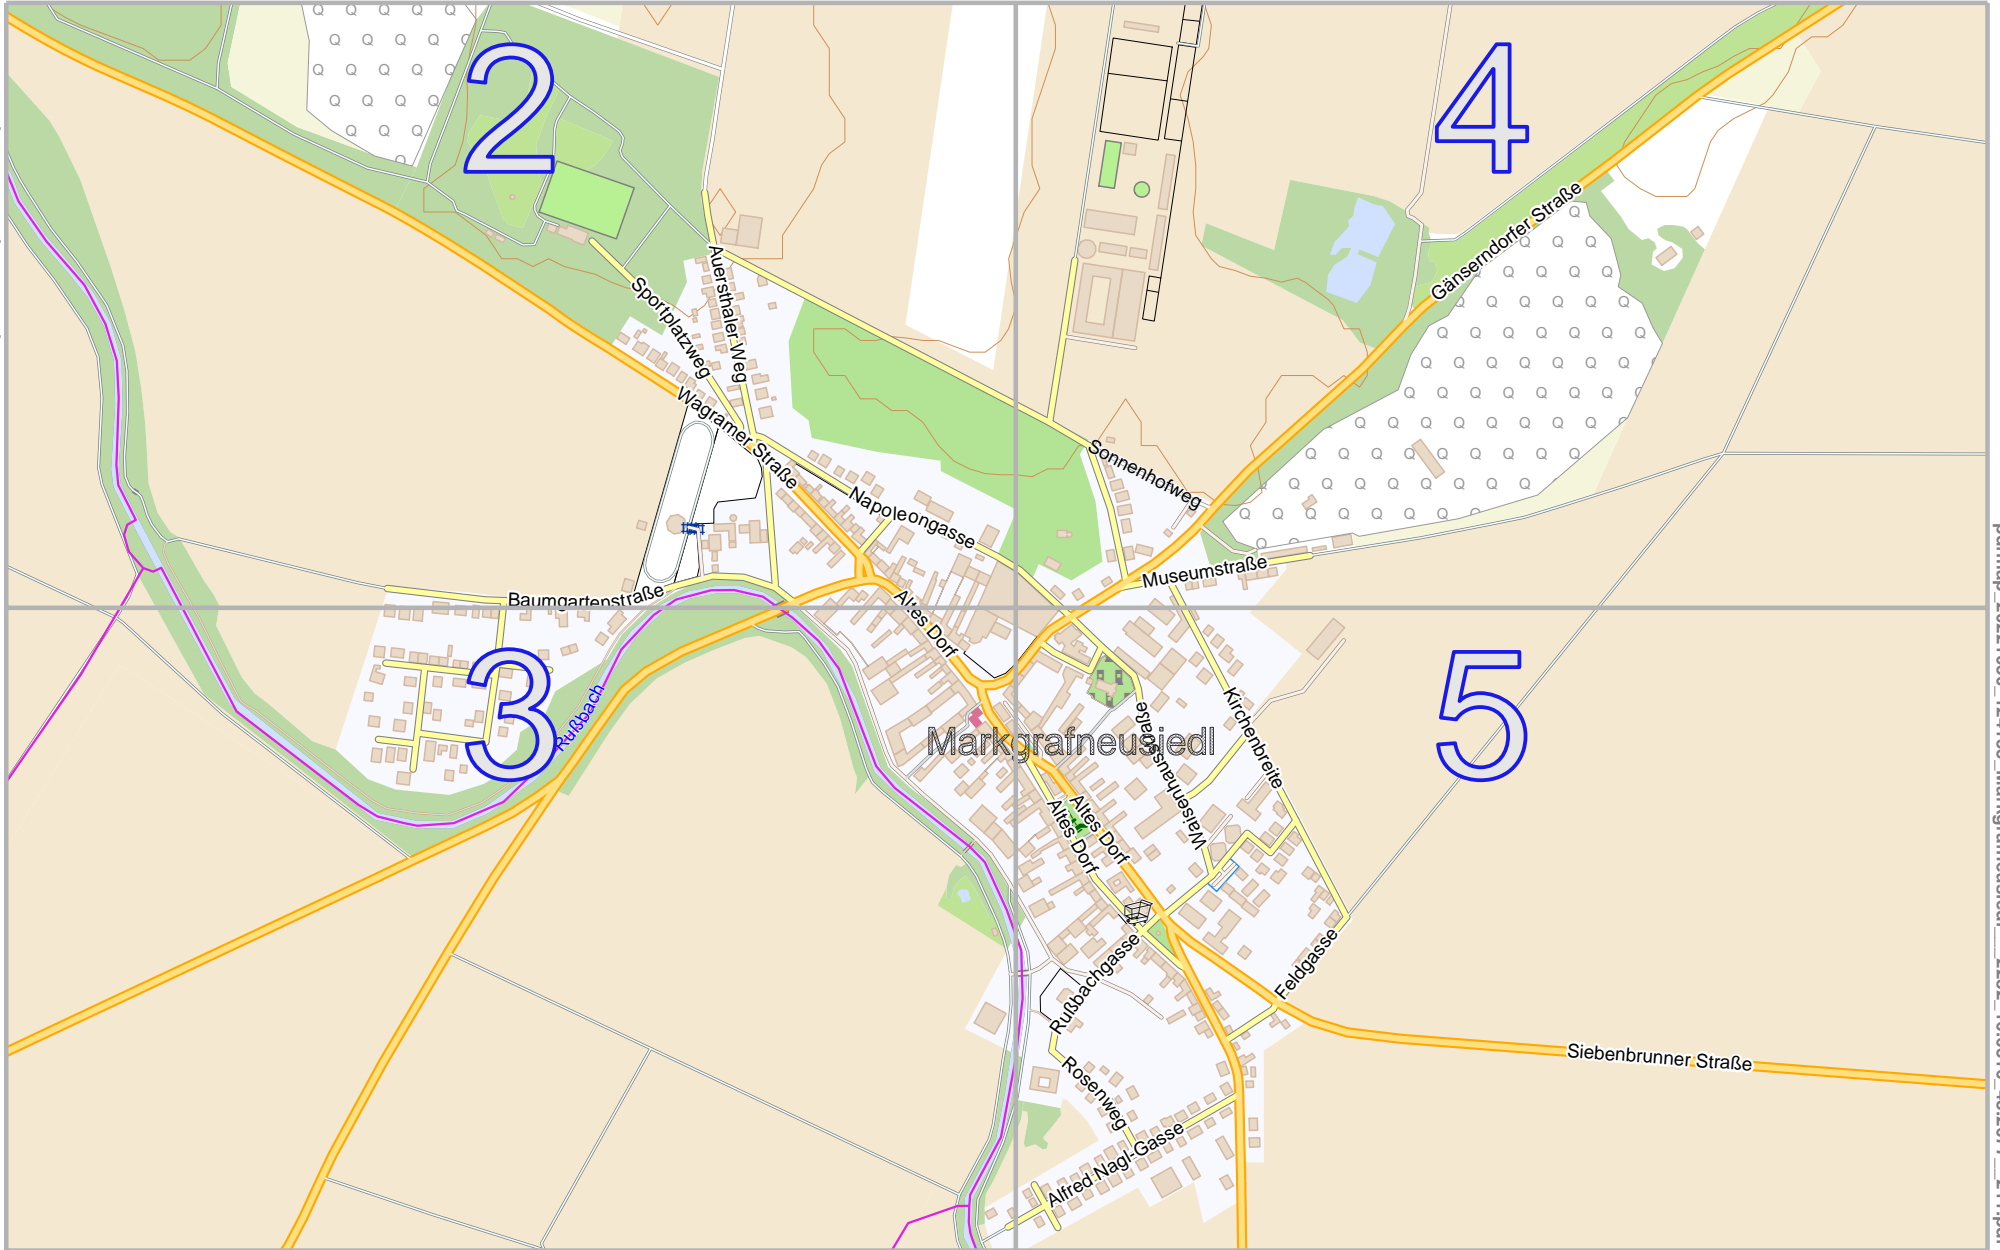 2
4
Gänserndorfer Straße
Auersthaler Weg
Sportplatzweg
Wagramer Straße
Sonnenhofweg
Napoleongasse
Museumstraße
Baumgartenstraße
Altes Dorf
3
Rußbach
5
Kirchenbreite
Waisenhausgasse
Markgrafneusiedl
Altes Dorf
Altes Dorf
Rußbachgasse
Feldgasse
Siebenbrunner Straße
Rosenweg
Alfred Nagl-Gasse